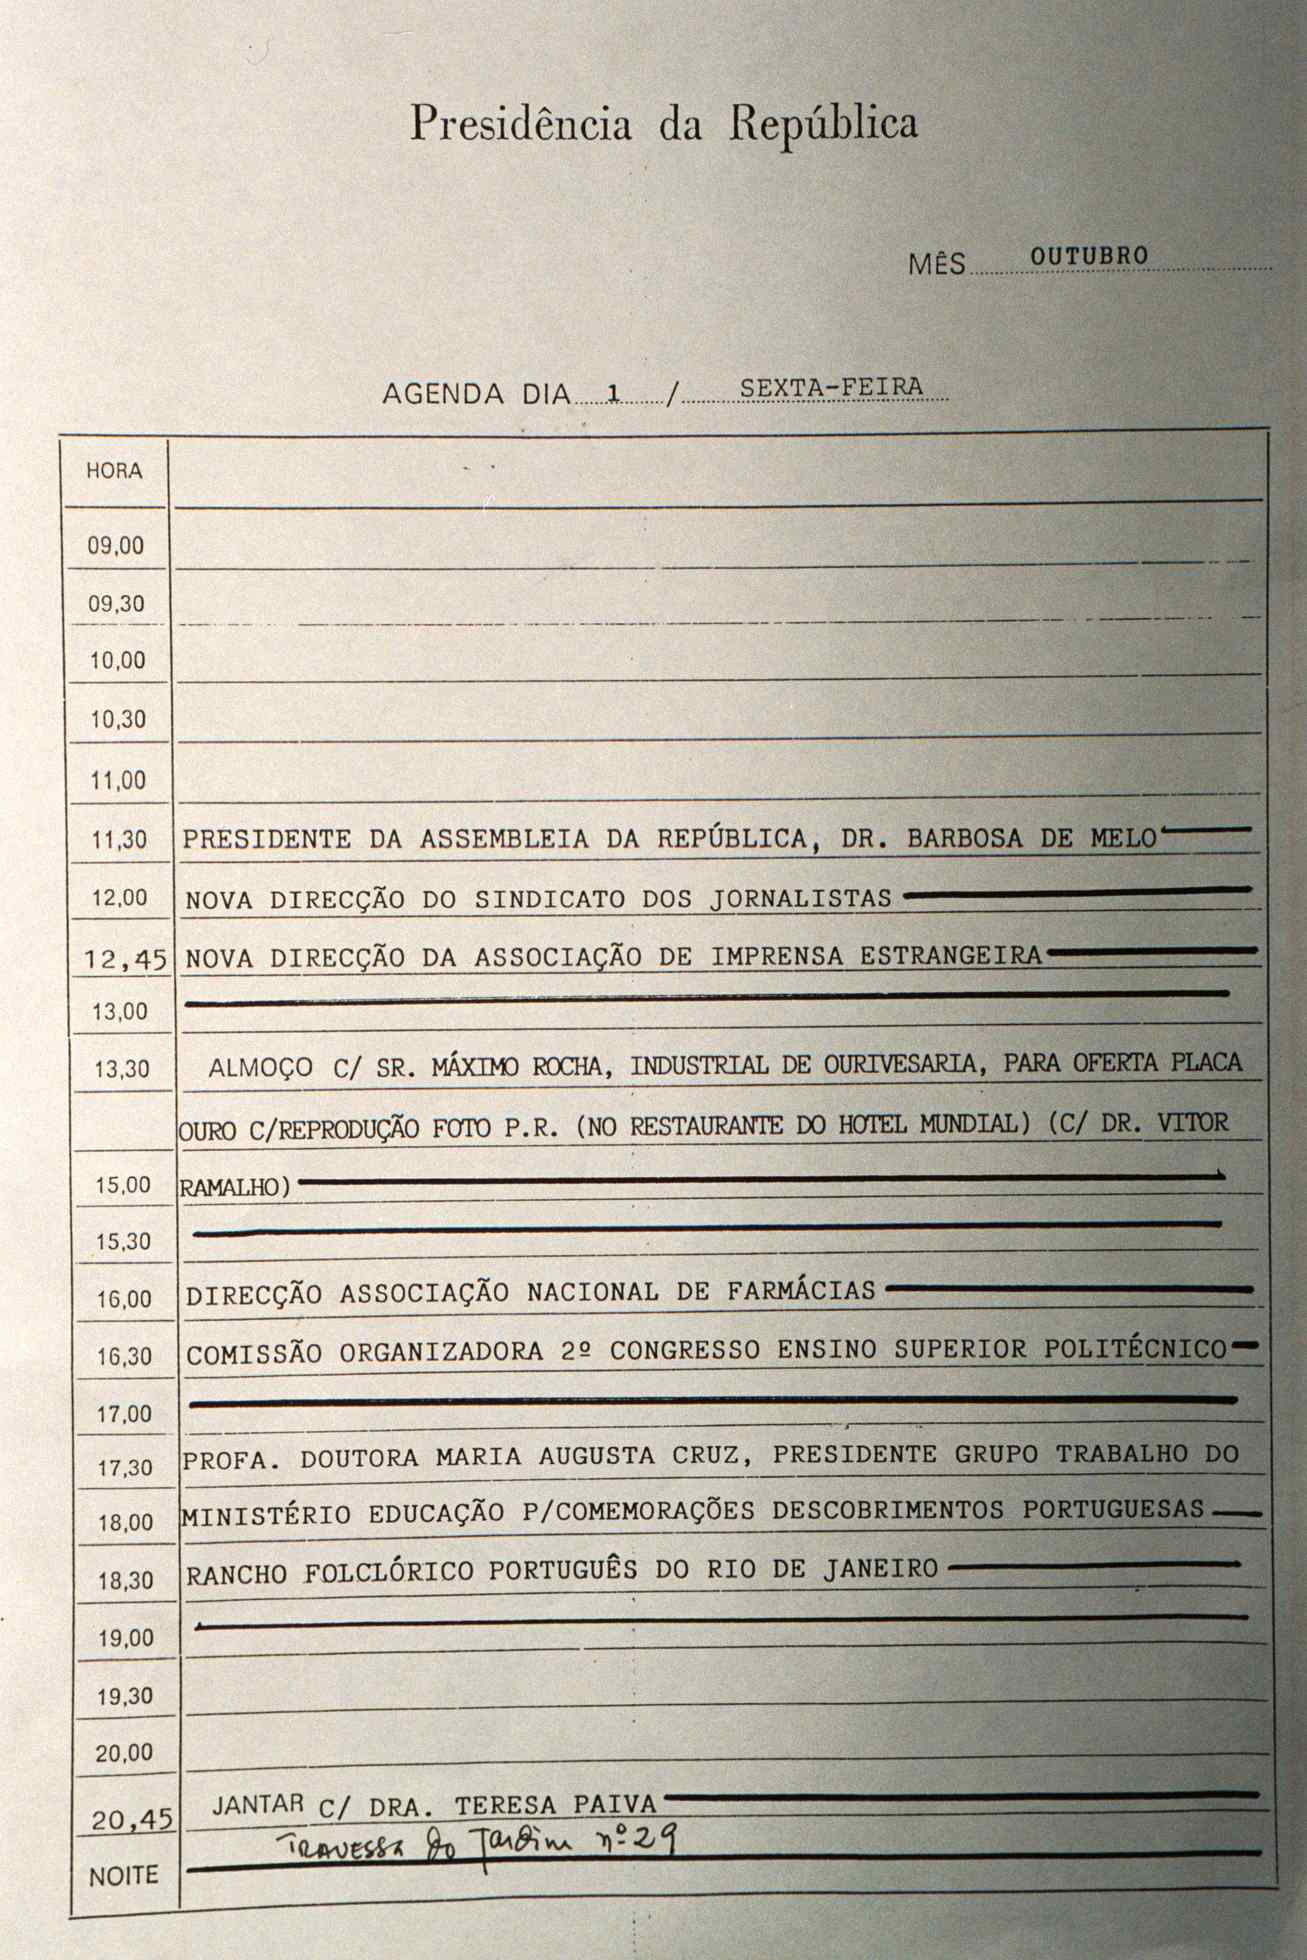 Presidência da República
MÊS OUTUBRO
AGENDA DIA 1 / SEXTA-FEIRA
HORA
09,00
09,30
10,00
10,30
11,00
11,30 PRESIDENTE DA ASSEMBLEIA DA REPÚBLICA, DR. BARBOSA DE MELO
12,00 NOVA DIRECÇÃO DO SINDICATO DOS JORNALISTAS
12,45 NOVA DIRECÇÃO DA ASSOCIAÇÃO DE IMPRENSA ESTRANGEIRA
13,00
13,30 ALMOÇO C/ SR. MÁXIMO ROCHA, INDUSTRIAL DE OURIVESARIA, PARA OFERTA PLACA
OURO C/REPRODUÇÃO FOTO P.R. (NO RESTAURANTE DO HOTEL MUNDIAL) (C/ DR. VITOR
15,00 RAMALHO)
15,30
16,00 DIRECÇÃO ASSOCIAÇÃO NACIONAL DE FARMÁCIAS
16,30 COMISSÃO ORGANIZADORA 2º CONGRESSO ENSINO SUPERIOR POLITÉCNICO
17,00
17,30 PROFA. DOUTORA MARIA AUGUSTA CRUZ, PRESIDENTE GRUPO TRABALHO DO
18,00 MINISTÉRIO EDUCAÇÃO P/COMEMORAÇÕES DESCOBRIMENTOS PORTUGUESAS
18,30 RANCHO FOLCLÓRICO PORTUGUÊS DO RIO DE JANEIRO
19,00
19,30
20,00
20,45 JANTAR C/ DRA. TERESA PAIVA
TRAVESSA do Jardim nº 29
NOITE